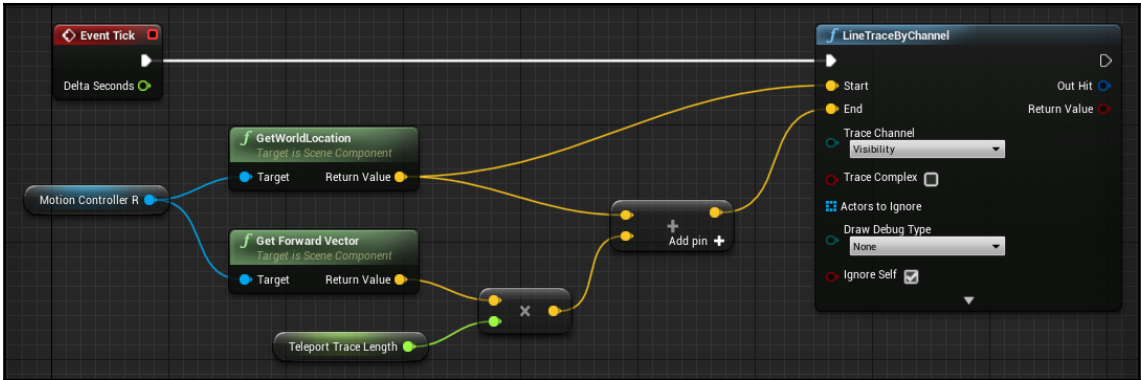 Event Tick
Delta Seconds
GetWorldLocation
Target is Scene Component
Target Return Value
Motion Controller R
Get Forward Vector
Target is Scene Component
Target Return Value
Teleport Trace Length
×
+
Add pin +
LineTraceByChannel
Start Out Hit
End Return Value
Trace Channel
Visibility
Trace Complex
Actors to Ignore
Draw Debug Type
None
Ignore Self